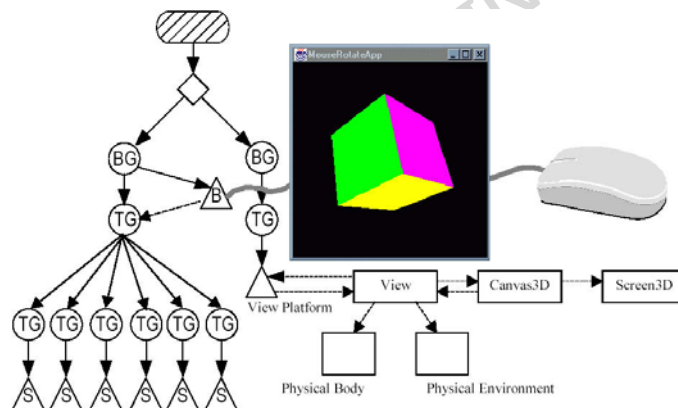 MouseRotateApp
BG
BG
B
TG
TG
View Platform
View
Canvas3D
Screen3D
TG TG TG TG TG TG
Physical Body
Physical Environment
S S S S S S